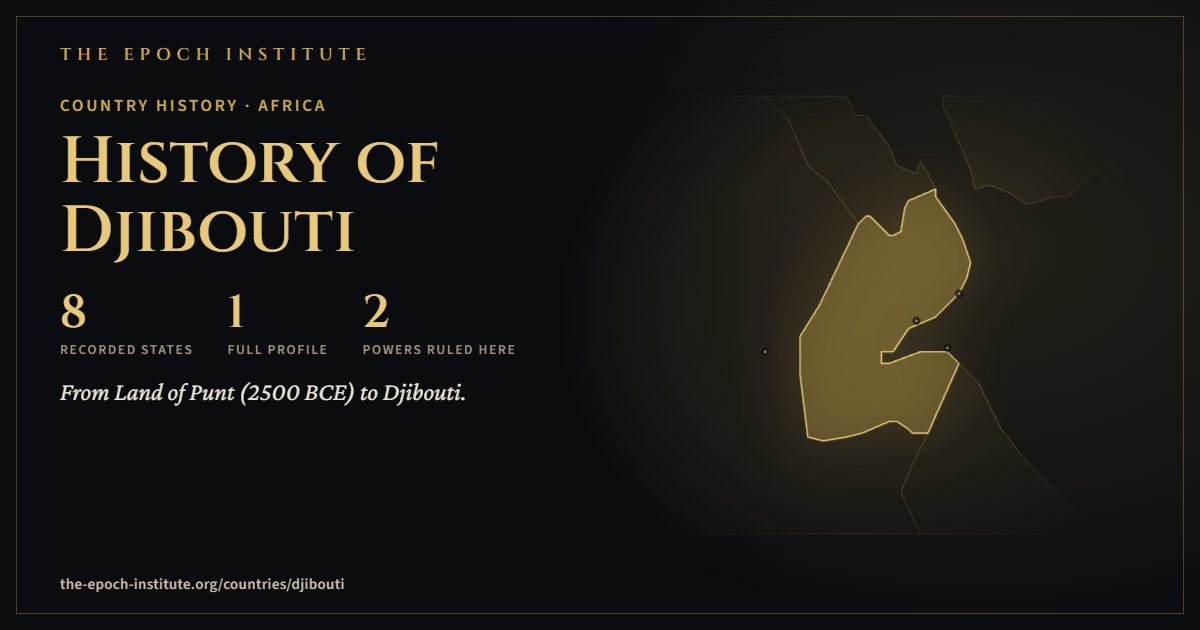 THE EPOCH INSTITUTE
COUNTRY HISTORY · AFRICA
History of
Djibouti
8 1 2
RECORDED STATES FULL PROFILE POWERS RULED HERE
From Land of Punt (2500 BCE) to Djibouti.
the-epoch-institute.org/countries/djibouti